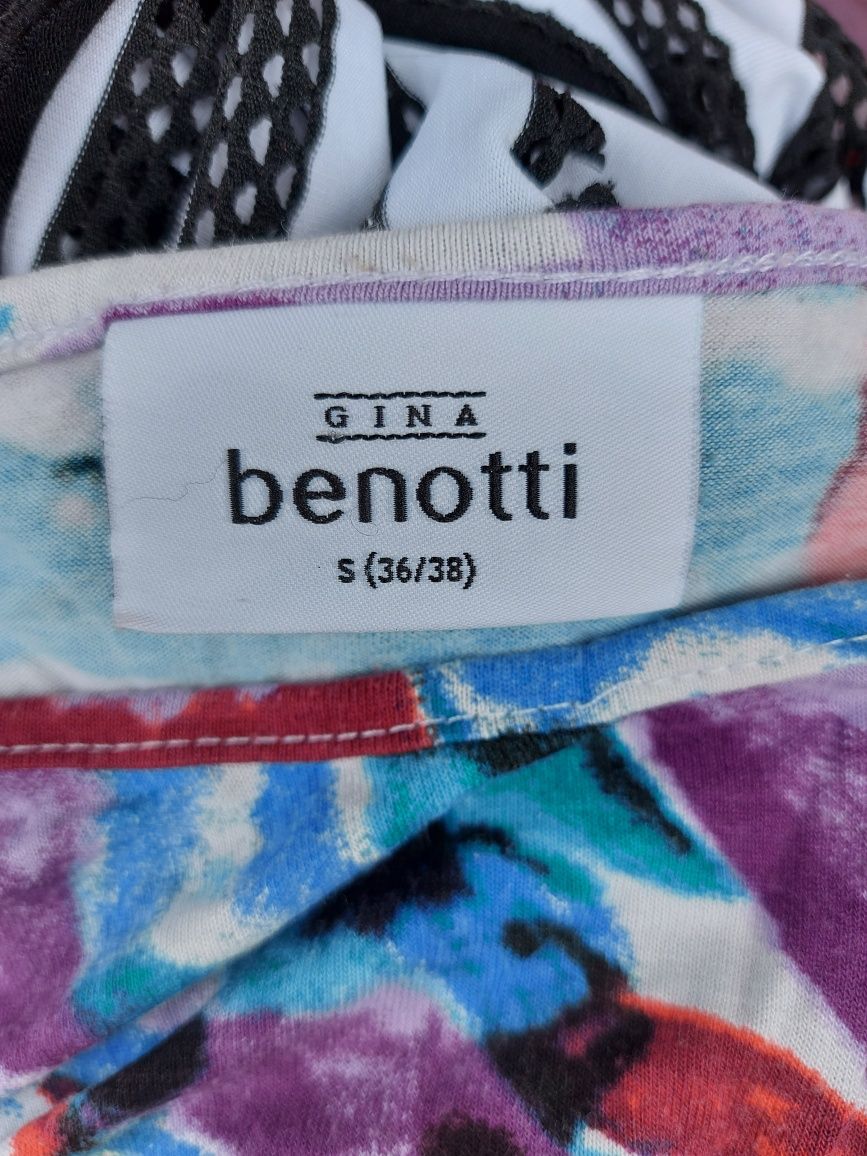 GINA
benotti
S (36/38)